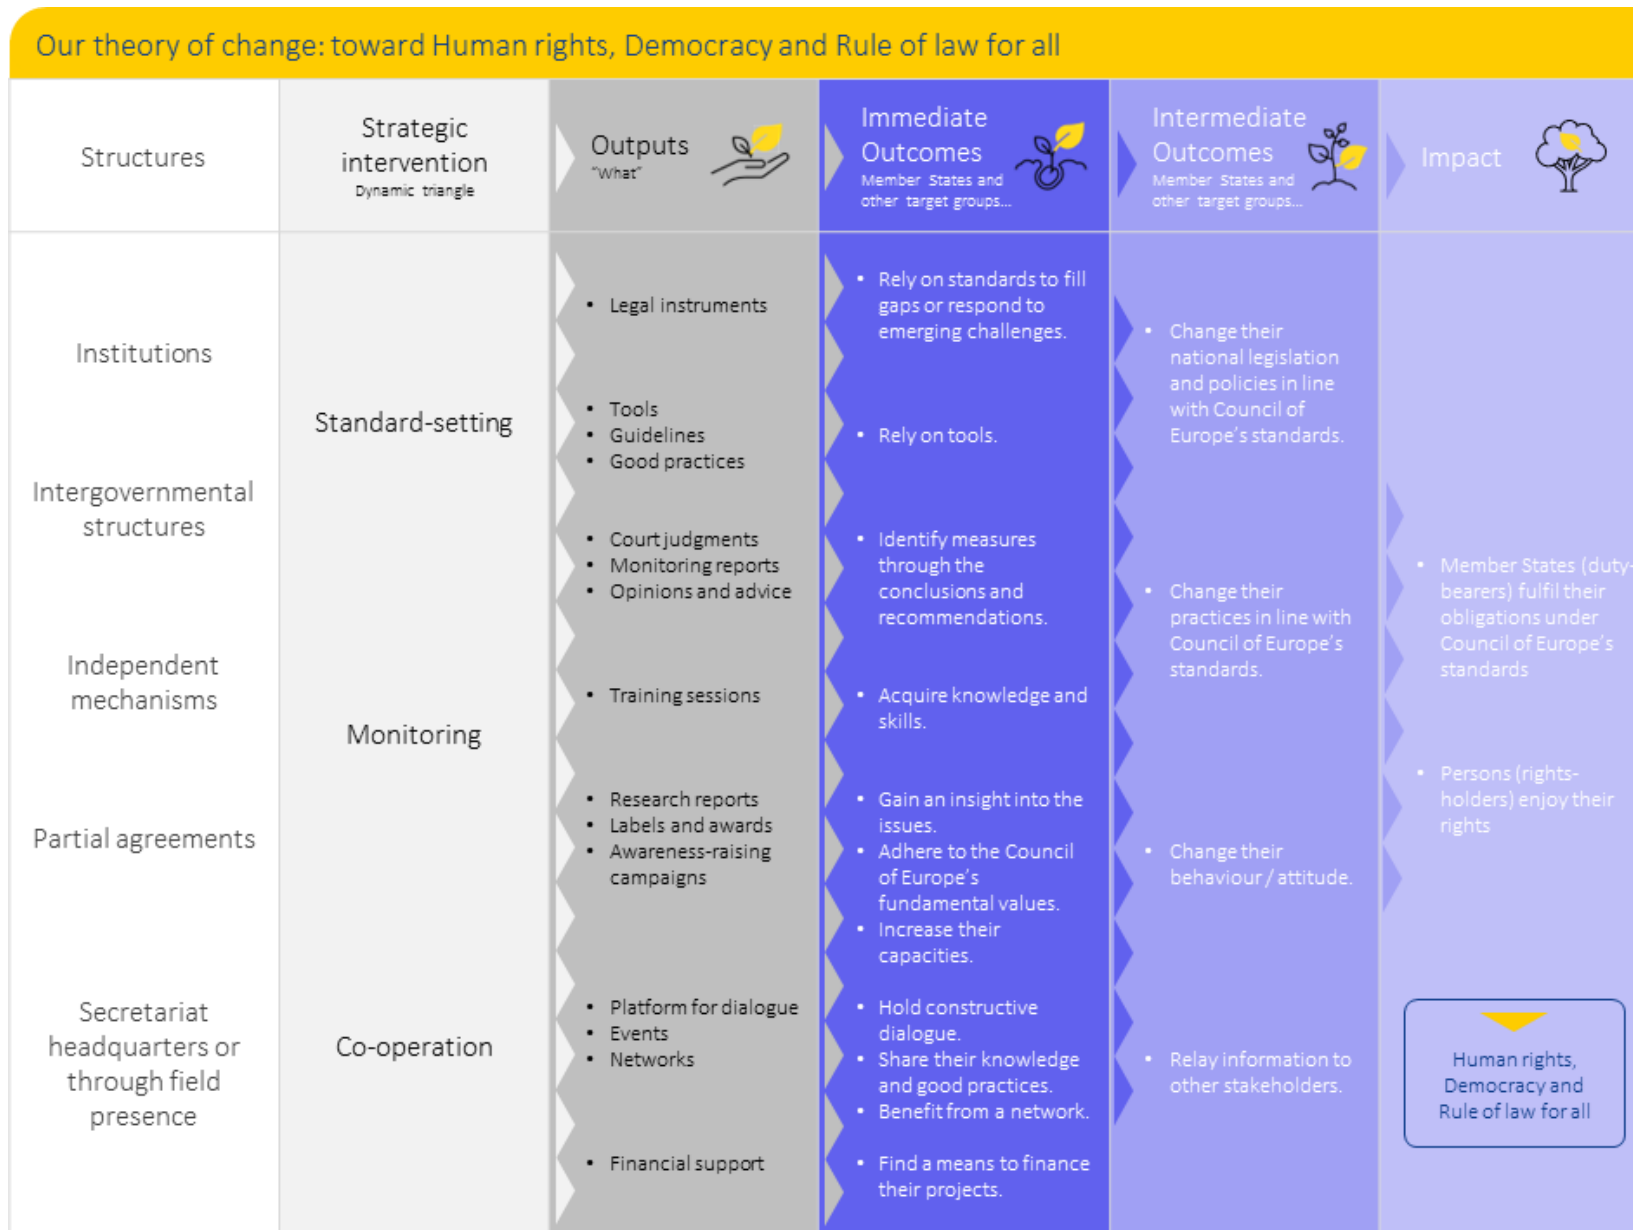 Our theory of change: toward Human rights, Democracy and Rule of law for all
Structures
Strategic
intervention
Dynamic triangle
Outputs
"What"
Immediate
Outcomes
Member States and
other target groups...
Intermediate
Outcomes
Member States and
other target groups...
Impact
Institutions
Intergovernmental
structures
Independent
mechanisms
Partial agreements
Secretariat
headquarters or
through field
presence
Standard-setting
Monitoring
Co-operation
• Legal instruments
• Tools
• Guidelines
• Good practices
• Court judgments
• Monitoring reports
• Opinions and advice
• Training sessions
• Research reports
• Labels and awards
• Awareness-raising
campaigns
• Platform for dialogue
• Events
• Networks
• Financial support
• Rely on standards to fill
gaps or respond to
emerging challenges.
• Rely on tools.
• Identify measures
through the
conclusions and
recommendations.
• Acquire knowledge and
skills.
• Gain an insight into the
issues.
• Adhere to the Council
of Europe's
fundamental values.
• Increase their
capacities.
• Hold constructive
dialogue.
• Share their knowledge
and good practices.
• Benefit from a network.
• Find a means to finance
their projects.
• Change their
national legislation
and policies in line
with Council of
Europe's standards.
• Change their
practices in line with
Council of Europe's
standards.
• Change their
behaviour / attitude.
• Relay information to
other stakeholders.
• Member States (duty-
bearers) fulfil their
obligations under
Council of Europe's
standards
• Persons (rights-
holders) enjoy their
rights
Human rights,
Democracy and
Rule of law for all